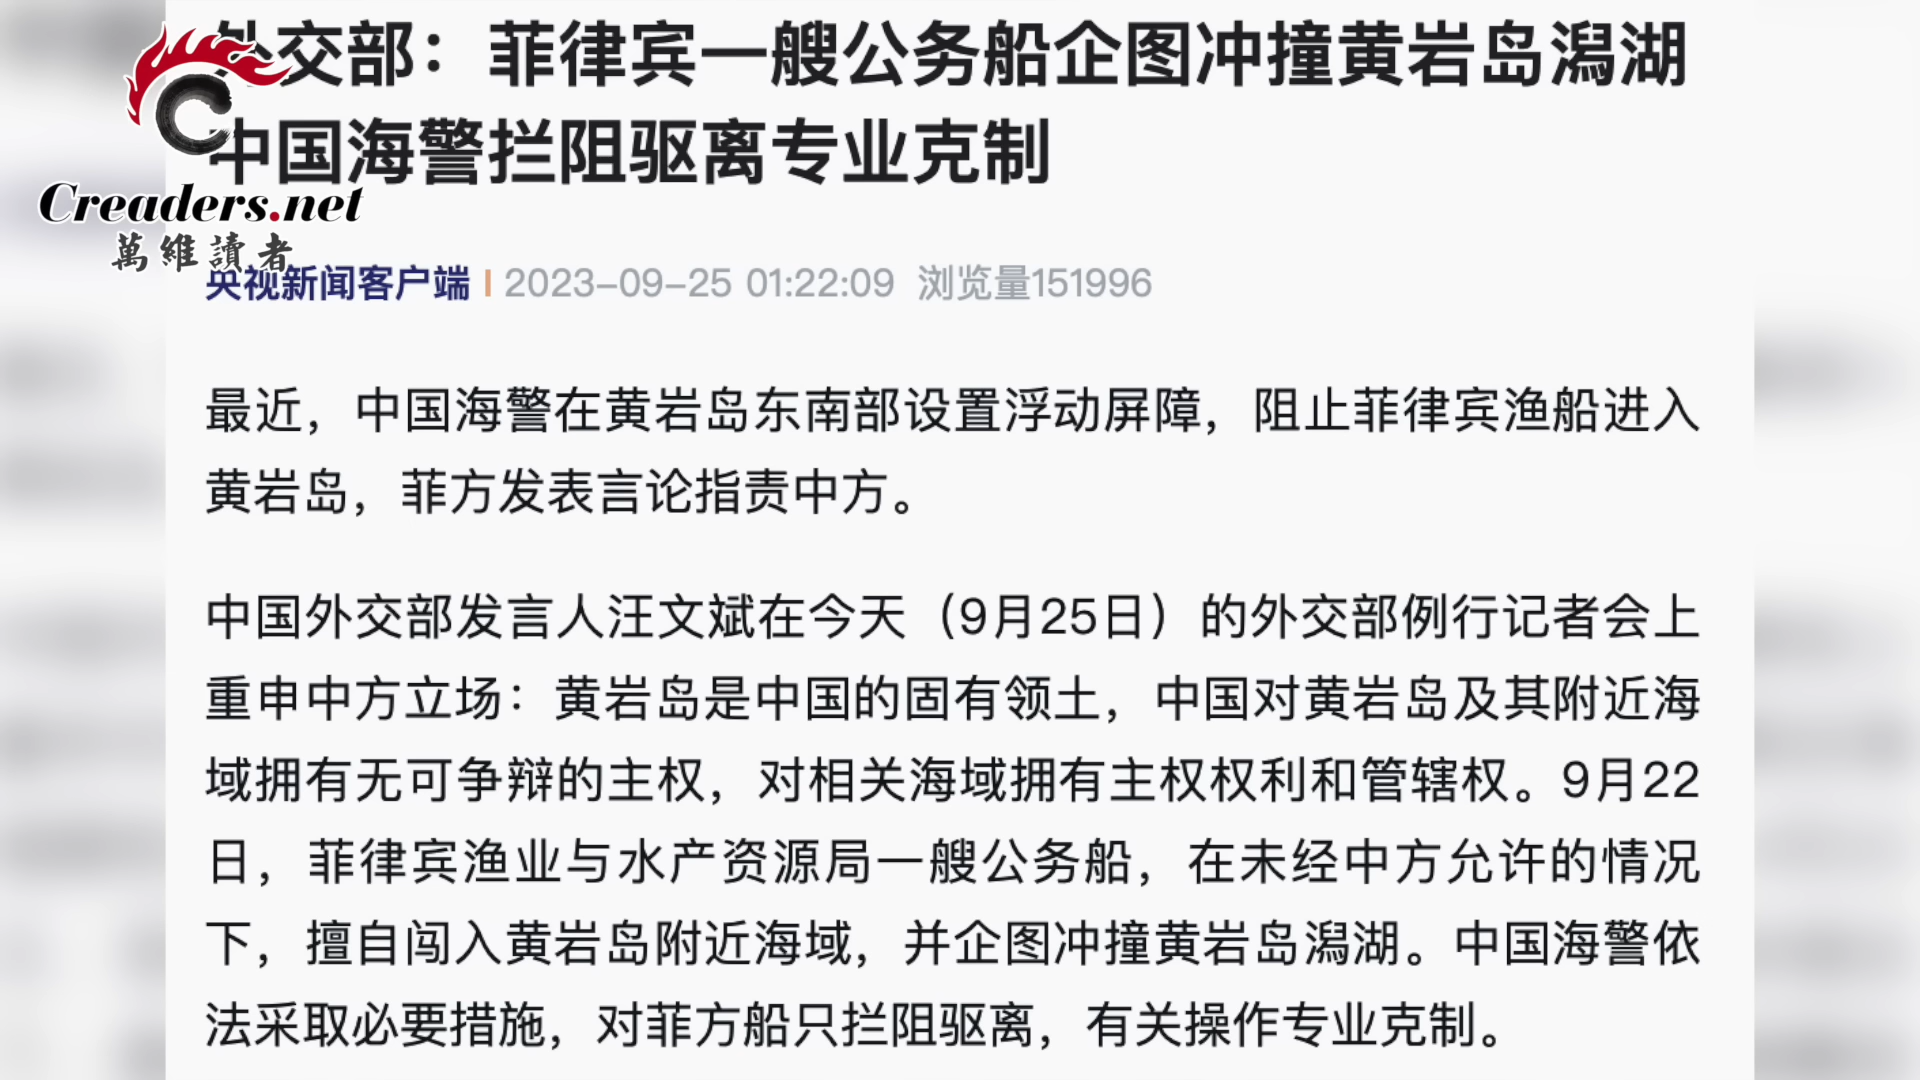 外交部：菲律宾一艘公务船企图冲撞黄岩岛潟湖
中国海警拦阻驱离专业克制
Creaders.net
萬維讀者
央视新闻客户端 | 2023-09-25 01:22:09 浏览量151996
最近，中国海警在黄岩岛东南部设置浮动屏障，阻止菲律宾渔船进入
黄岩岛，菲方发表言论指责中方。
中国外交部发言人汪文斌在今天（9月25日）的外交部例行记者会上
重申中方立场：黄岩岛是中国的固有领土，中国对黄岩岛及其附近海
域拥有无可争辩的主权，对相关海域拥有主权权利和管辖权。9月22
日，菲律宾渔业与水产资源局一艘公务船，在未经中方允许的情况
下，擅自闯入黄岩岛附近海域，并企图冲撞黄岩岛潟湖。中国海警依
法采取必要措施，对菲方船只拦阻驱离，有关操作专业克制。